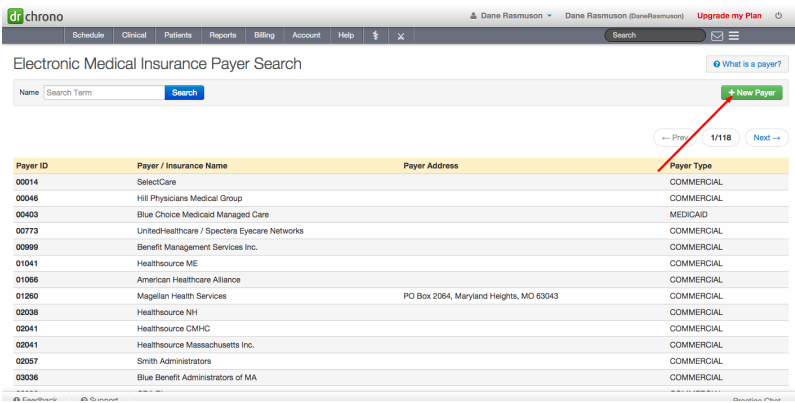 dr chrono
Dane Rasmuson Dane Rasmuson (DaneRasmuson) Upgrade my Plan
Schedule Clinical Patients Reports Billing Account Help Search
Electronic Medical Insurance Payer Search
What is a payer?
Name Search Term Search + New Payer
← Prev 1/118 Next →
Payer ID Payer / Insurance Name Payer Address Payer Type
00014 SelectCare COMMERCIAL
00046 Hill Physicians Medical Group COMMERCIAL
00403 Blue Choice Medicaid Managed Care MEDICAID
00773 UnitedHealthcare / Spectera Eyecare Networks COMMERCIAL
00999 Benefit Management Services Inc. COMMERCIAL
01041 Healthsource ME COMMERCIAL
01066 American Healthcare Alliance COMMERCIAL
01260 Magellan Health Services PO Box 2064, Maryland Heights, MO 63043 COMMERCIAL
02038 Healthsource NH COMMERCIAL
02041 Healthsource CMHC COMMERCIAL
02041 Healthsource Massachusetts Inc. COMMERCIAL
02057 Smith Administrators COMMERCIAL
03036 Blue Benefit Administrators of MA COMMERCIAL
Feedback Support Practice Chat